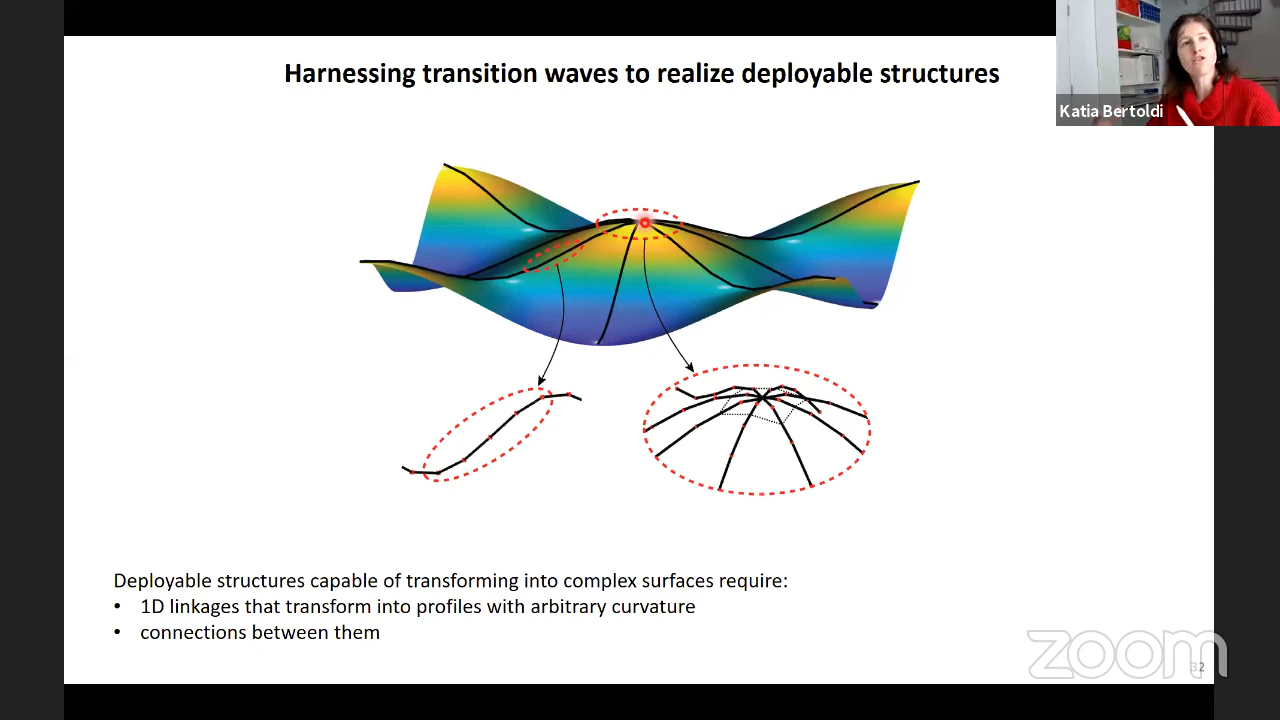 Harnessing transition waves to realize deployable structures
Katia Bertoldi
Deployable structures capable of transforming into complex surfaces require:
• 1D linkages that transform into profiles with arbitrary curvature
• connections between them
zoom
32